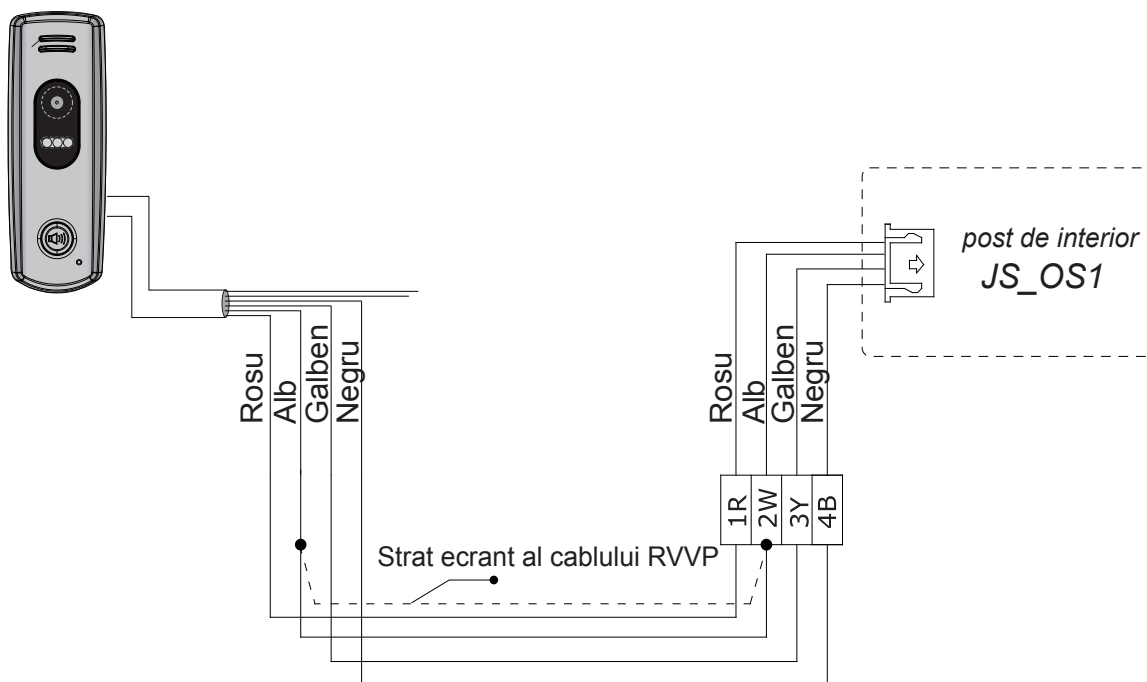 post de interior
JS_OS1
Rosu
Alb
Galben
Negru
Rosu
Alb
Galben
Negru
1R
2W
3Y
4B
Strat ecrant al cablului RVVP